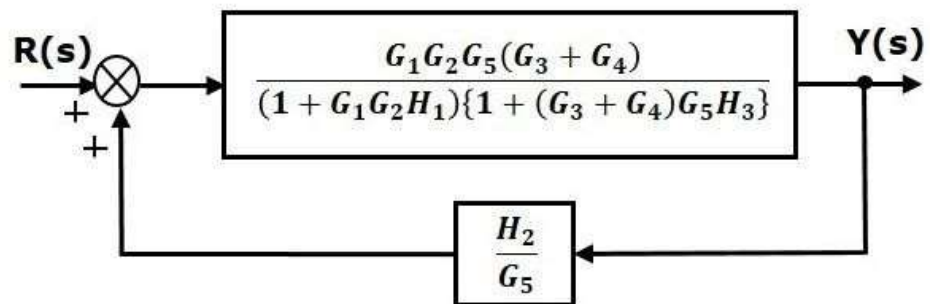 R(s)
+
+
G₁G₂G₅(G₃ + G₄)
(1 + G₁G₂H₁){1 + (G₃ + G₄)G₅H₃}
Y(s)
H₂
G₅